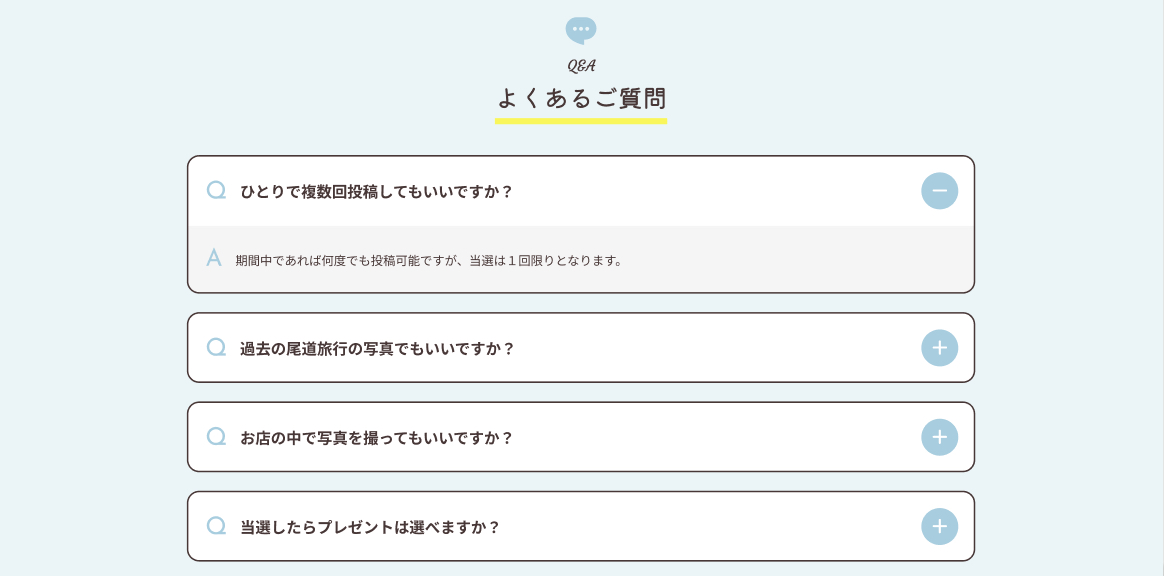 Q&A
よくあるご質問
Q ひとりで複数回投稿してもいいですか？
A 期間中であれば何度でも投稿可能ですが、当選は１回限りとなります。
Q 過去の尾道旅行の写真でもいいですか？
Q お店の中で写真を撮ってもいいですか？
Q 当選したらプレゼントは選べますか？